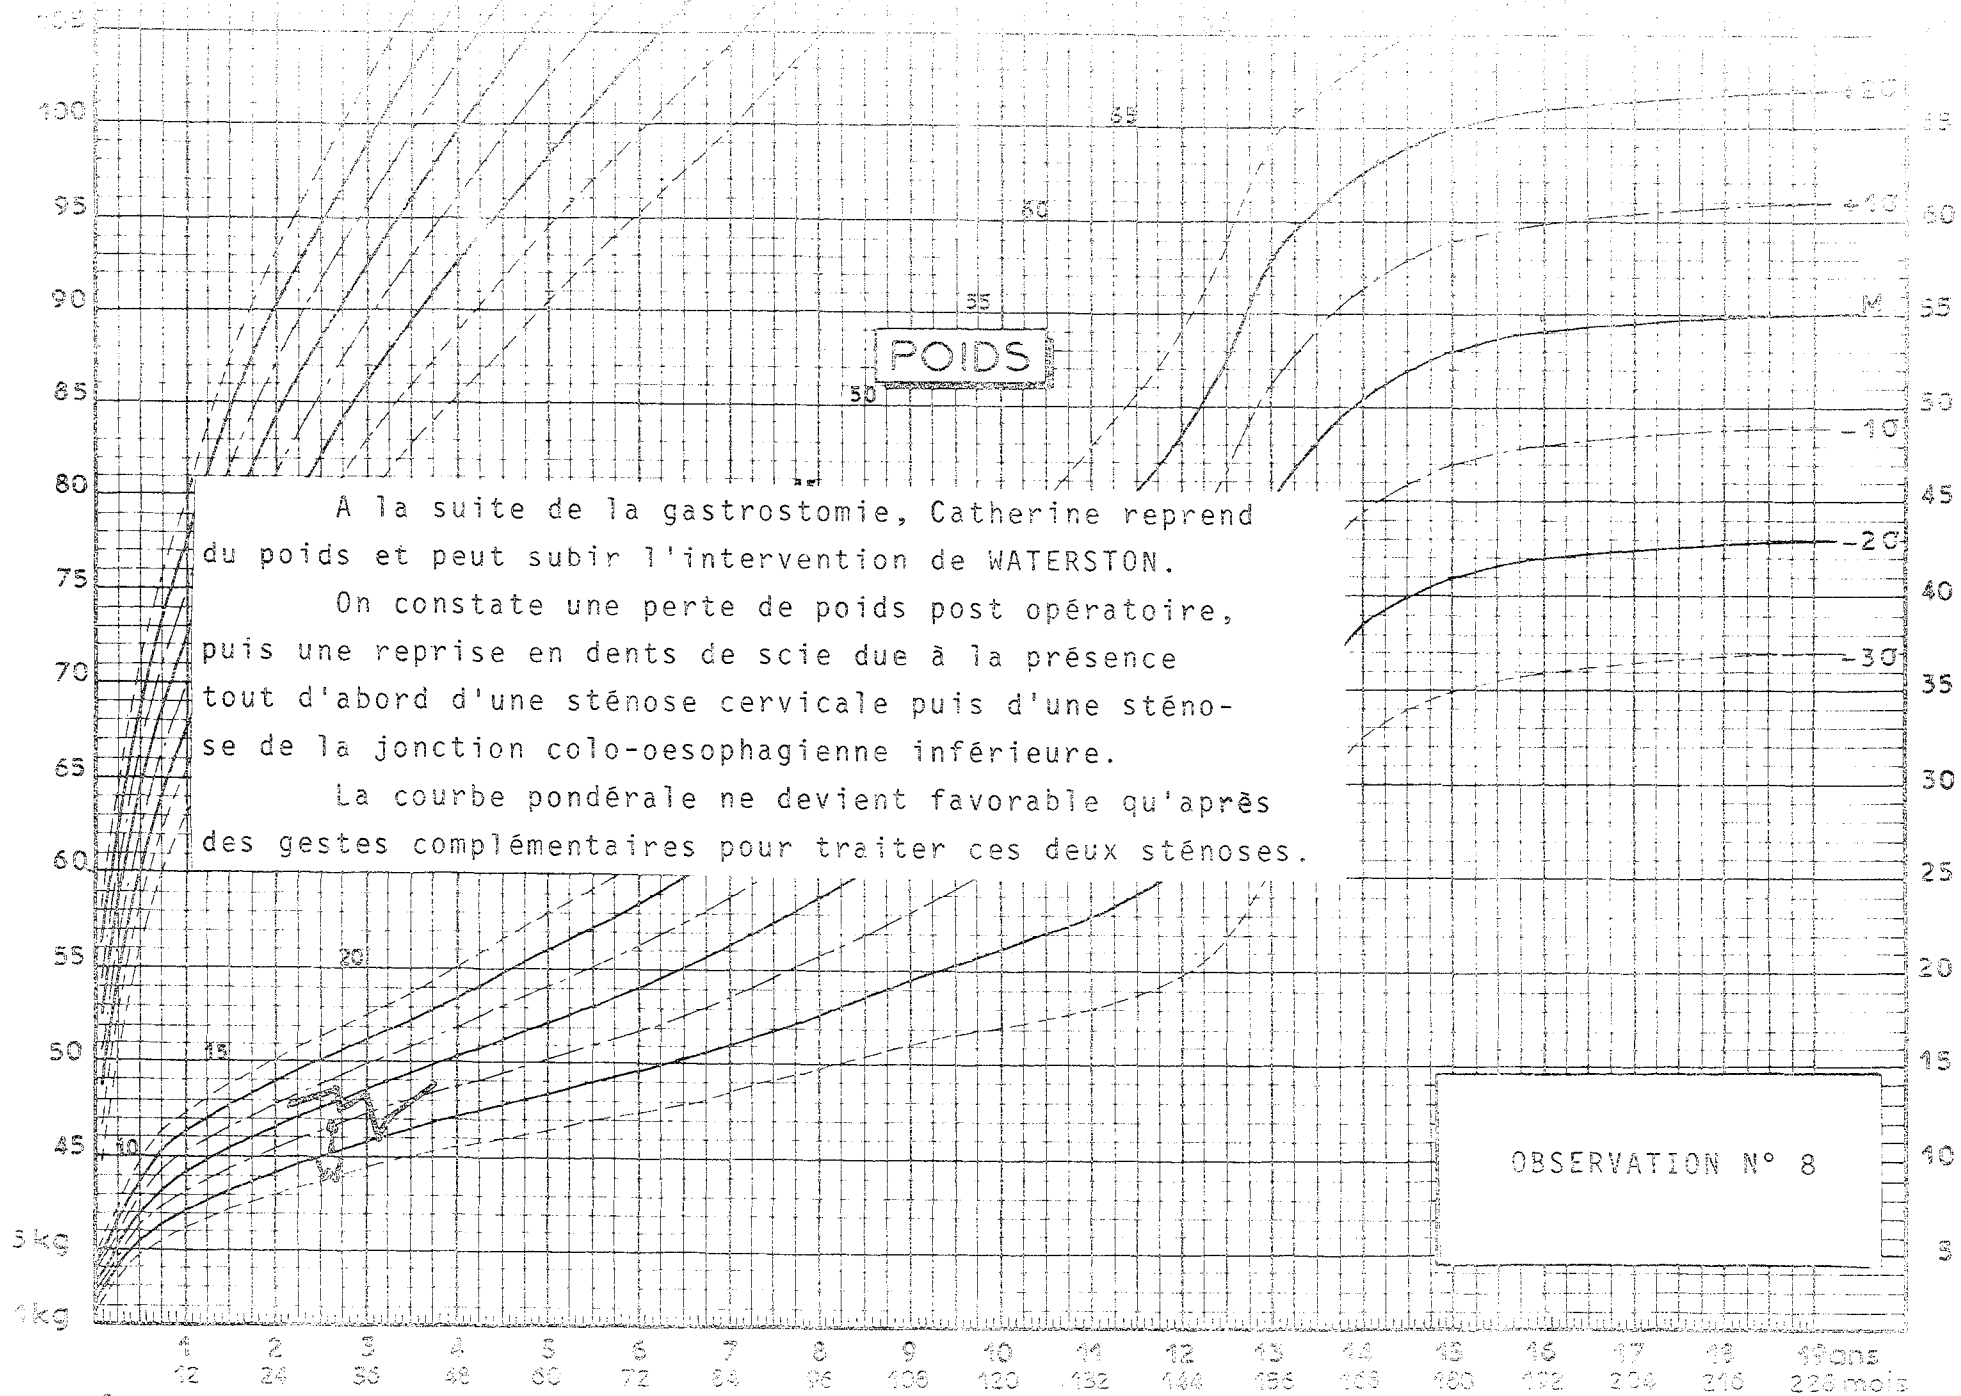 105
100
95
90
85
80
75
70
65
60
55
50
45
5 kg
1kg
65
60
55
50
20
15
10
POIDS
+2σ
+1σ
M
-1σ
-2σ
-3σ
60
55
50
45
40
35
30
25
20
15
10
5
A la suite de la gastrostomie, Catherine reprend
du poids et peut subir l'intervention de WATERSTON.
On constate une perte de poids post opératoire,
puis une reprise en dents de scie due à la présence
tout d'abord d'une sténose cervicale puis d'une sténo-
se de la jonction colo-oesophagienne inférieure.
La courbe pondérale ne devient favorable qu'après
des gestes complémentaires pour traiter ces deux sténoses.
OBSERVATION N° 8
1 2 3 4 5 6 7 8 9 10 11 12 13 14 15 16 17 18 19ans
12 24 36 48 60 72 84 96 108 120 132 144 156 168 180 192 204 216 228 mois